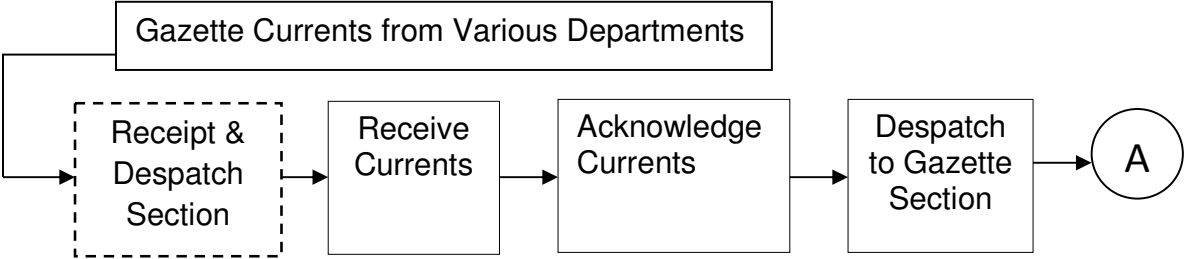 Gazette Currents from Various Departments
Receipt &
Despatch
Section
Receive
Currents
Acknowledge
Currents
Despatch
to Gazette
Section
A